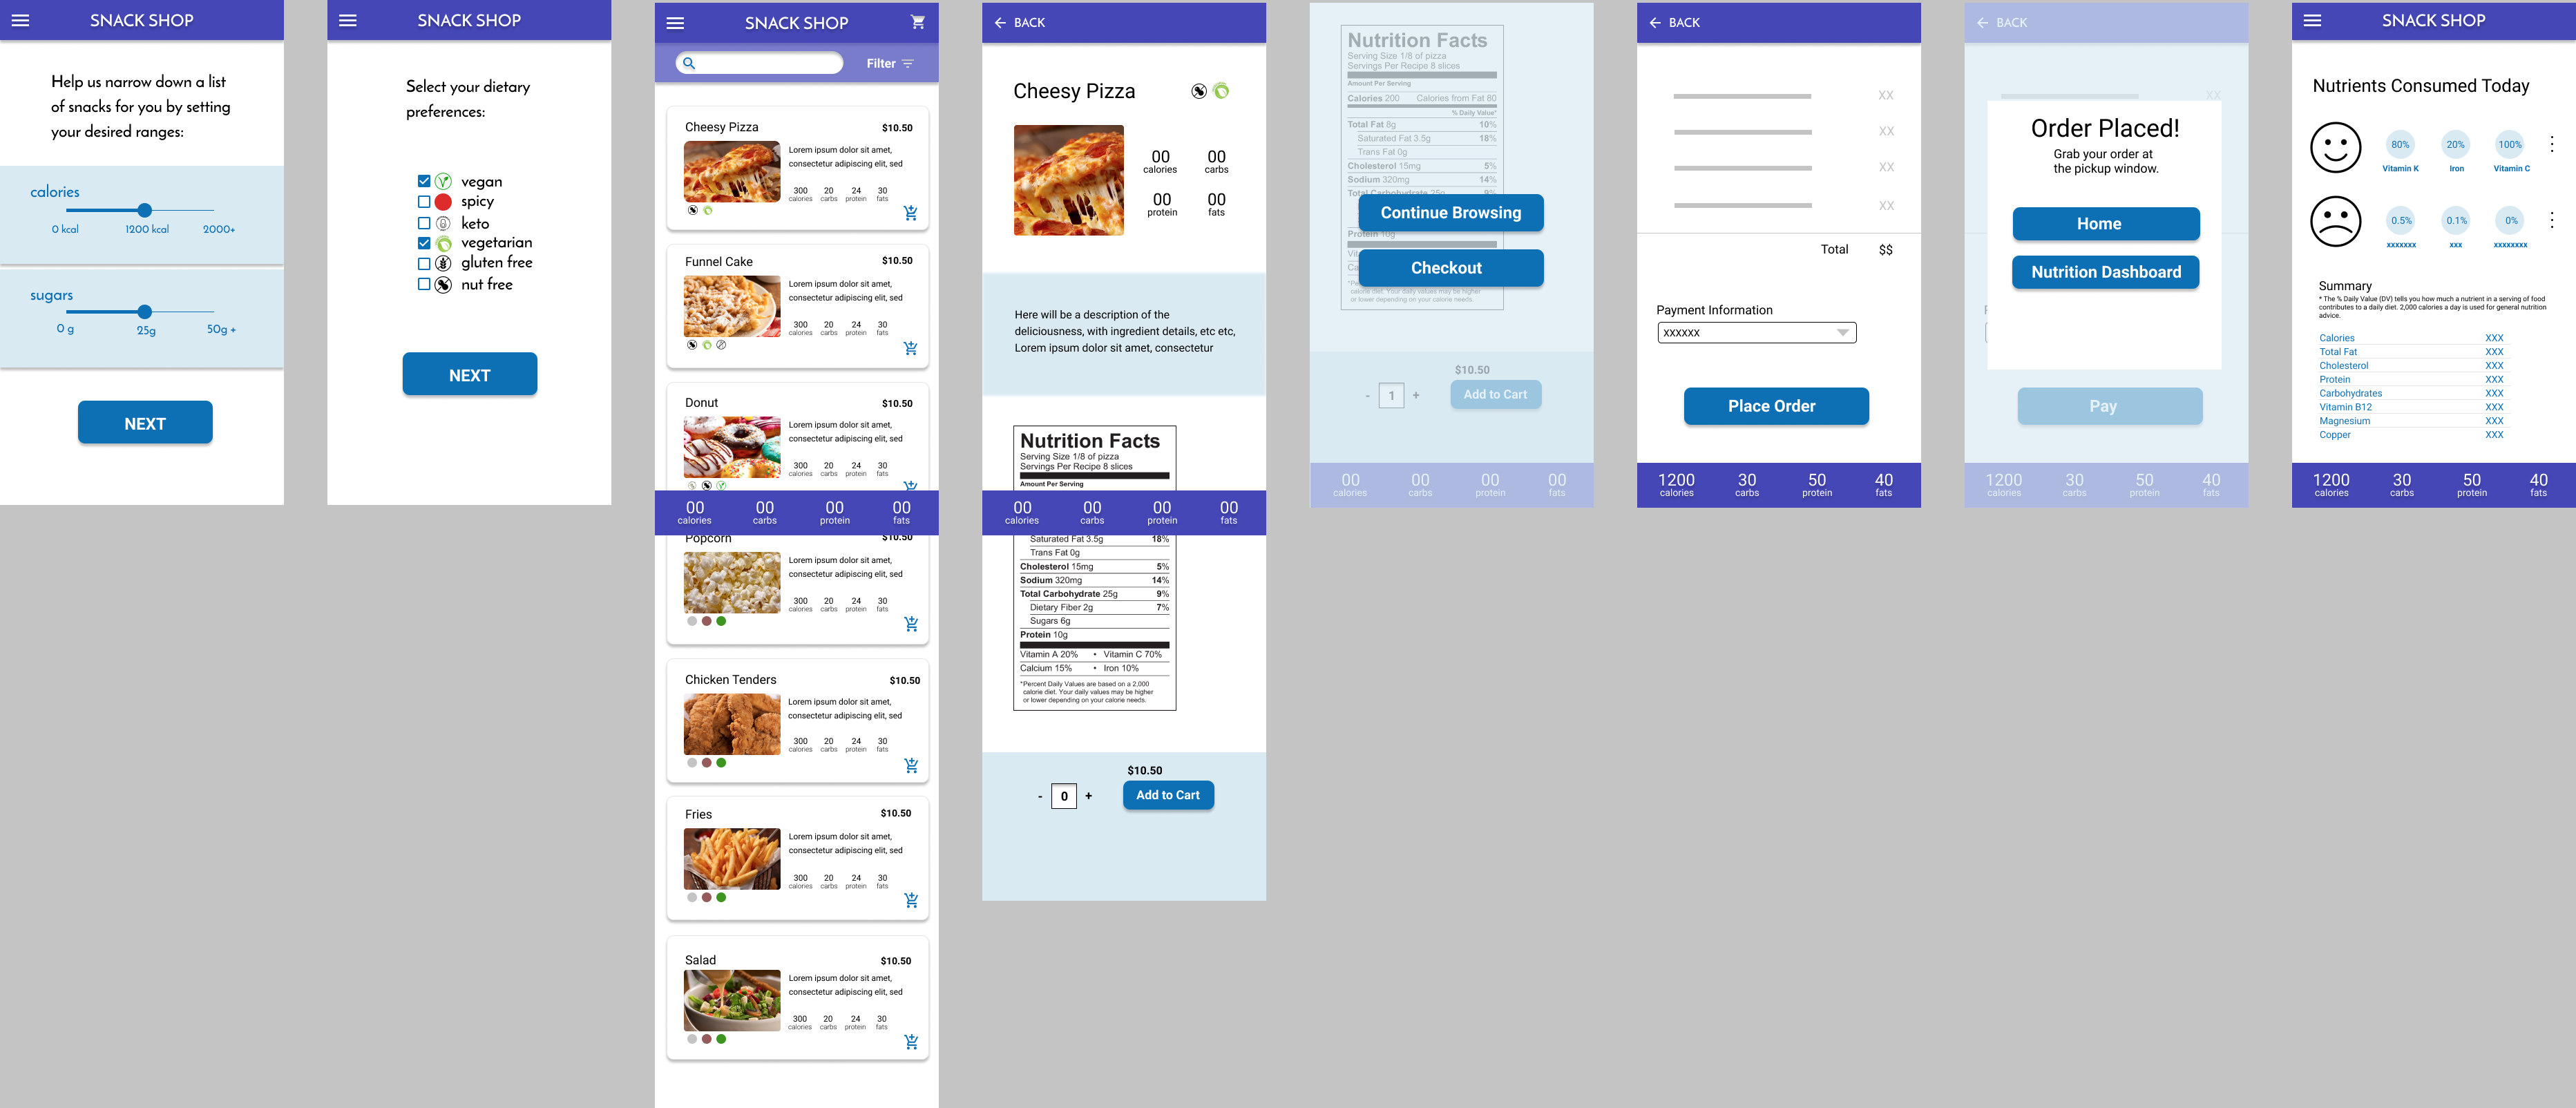 SNACK SHOP
Help us narrow down a list
of snacks for you by setting
your desired ranges:
calories
0 kcal 1200 kcal 2000+
sugars
0 g 25g 50g +
NEXT
SNACK SHOP
Select your dietary
preferences:
vegan
spicy
keto
vegetarian
gluten free
nut free
NEXT
SNACK SHOP
Filter
Cheesy Pizza $10.50
Lorem ipsum dolor sit amet,
consectetur adipiscing elit, sed
300 20 24 30
calories carbs protein fats
Funnel Cake $10.50
Lorem ipsum dolor sit amet,
consectetur adipiscing elit, sed
300 20 24 30
calories carbs protein fats
Donut $10.50
Lorem ipsum dolor sit amet,
consectetur adipiscing elit, sed
300 20 24 30
calories carbs protein fats
00 00 00 00
calories carbs protein fats
Popcorn $10.50
Lorem ipsum dolor sit amet,
consectetur adipiscing elit, sed
300 20 24 30
calories carbs protein fats
Chicken Tenders $10.50
Lorem ipsum dolor sit amet,
consectetur adipiscing elit, sed
300 20 24 30
calories carbs protein fats
Fries $10.50
Lorem ipsum dolor sit amet,
consectetur adipiscing elit, sed
300 20 24 30
calories carbs protein fats
Salad $10.50
Lorem ipsum dolor sit amet,
consectetur adipiscing elit, sed
300 20 24 30
calories carbs protein fats
BACK
Cheesy Pizza
00 00
calories carbs
00 00
protein fats
Here will be a description of the
deliciousness, with ingredient details, etc etc,
Lorem ipsum dolor sit amet, consectetur
Nutrition Facts
Serving Size 1/8 of pizza
Servings Per Recipe 8 slices
Amount Per Serving
00 00 00 00
calories carbs protein fats
Saturated Fat 3.5g 18%
Trans Fat 0g
Cholesterol 15mg 5%
Sodium 320mg 14%
Total Carbohydrate 25g 9%
Dietary Fiber 2g 7%
Sugars 6g
Protein 10g
Vitamin A 20% • Vitamin C 70%
Calcium 15% • Iron 10%
*Percent Daily Values are based on a 2,000
calorie diet. Your daily values may be higher
or lower depending on your calorie needs.
$10.50
- 0 + Add to Cart
Nutrition Facts
Serving Size 1/8 of pizza
Servings Per Recipe 8 slices
Amount Per Serving
Calories 200 Calories from Fat 80
% Daily Value*
Total Fat 8g 10%
Saturated Fat 3.5g 18%
Trans Fat 0g
Cholesterol 15mg 5%
Sodium 320mg 14%
Total Carbohydrate 25g 9%
Continue Browsing
Protein 10g
Checkout
calorie diet. Your daily values may be higher
or lower depending on your calorie needs.
$10.50
- 1 + Add to Cart
00 00 00 00
calories carbs protein fats
BACK
XX
XX
XX
XX
Total $$
Payment Information
xxxxxx
Place Order
1200 30 50 40
calories carbs protein fats
BACK
XX
Order Placed!
Grab your order at
the pickup window.
Home
Nutrition Dashboard
Pay
1200 30 50 40
calories carbs protein fats
SNACK SHOP
Nutrients Consumed Today
80% 20% 100%
Vitamin K Iron Vitamin C
0.5% 0.1% 0%
xxxxxxx xxx xxxxxxxx
Summary
* The % Daily Value (DV) tells you how much a nutrient in a serving of food
contributes to a daily diet. 2,000 calories a day is used for general nutrition
advice.
Calories XXX
Total Fat XXX
Cholesterol XXX
Protein XXX
Carbohydrates XXX
Vitamin B12 XXX
Magnesium XXX
Copper XXX
1200 30 50 40
calories carbs protein fats